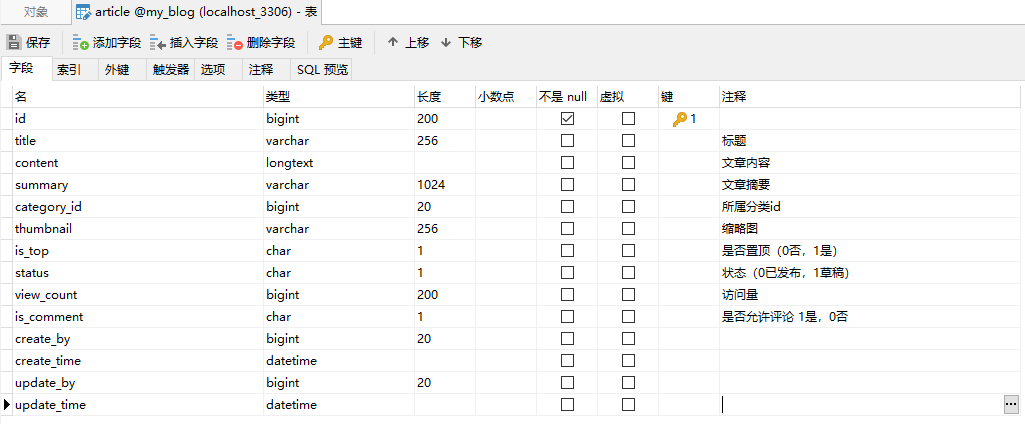 对象 article @my_blog (localhost_3306) - 表
保存 添加字段 插入字段 删除字段 主键 上移 下移
字段 索引 外键 触发器 选项 注释 SQL 预览
名 类型 长度 小数点 不是 null 虚拟 键 注释
id bigint 200 1
title varchar 256 标题
content longtext 文章内容
summary varchar 1024 文章摘要
category_id bigint 20 所属分类id
thumbnail varchar 256 缩略图
is_top char 1 是否置顶（0否，1是）
status char 1 状态（0已发布，1草稿）
view_count bigint 200 访问量
is_comment char 1 是否允许评论 1是，0否
create_by bigint 20
create_time datetime
update_by bigint 20
update_time datetime